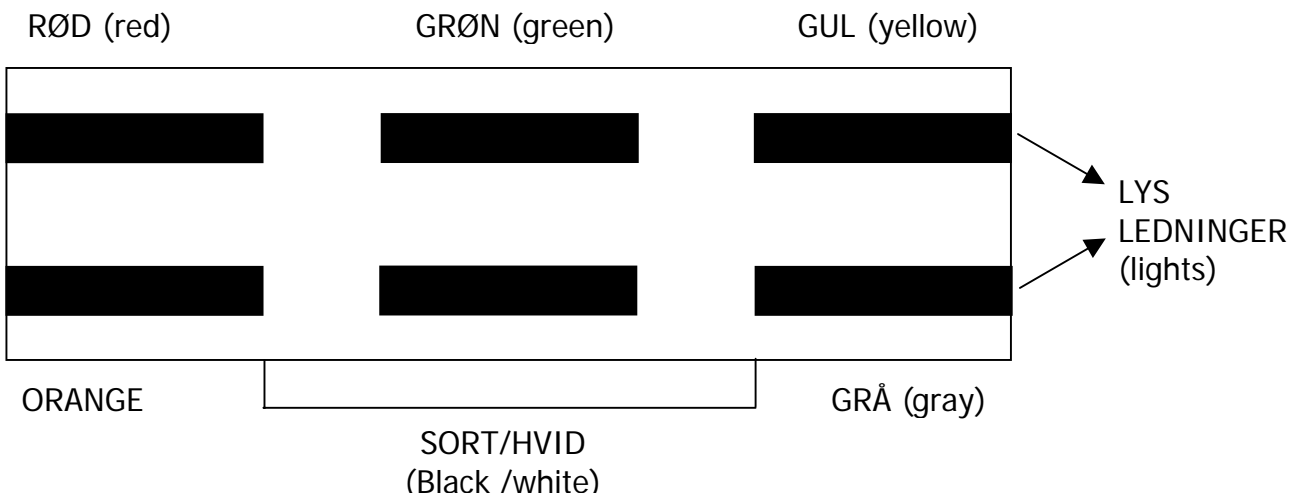 RØD (red)
GRØN (green)
GUL (yellow)
LYS
LEDNINGER
(lights)
ORANGE
GRÅ (gray)
SORT/HVID
(Black /white)